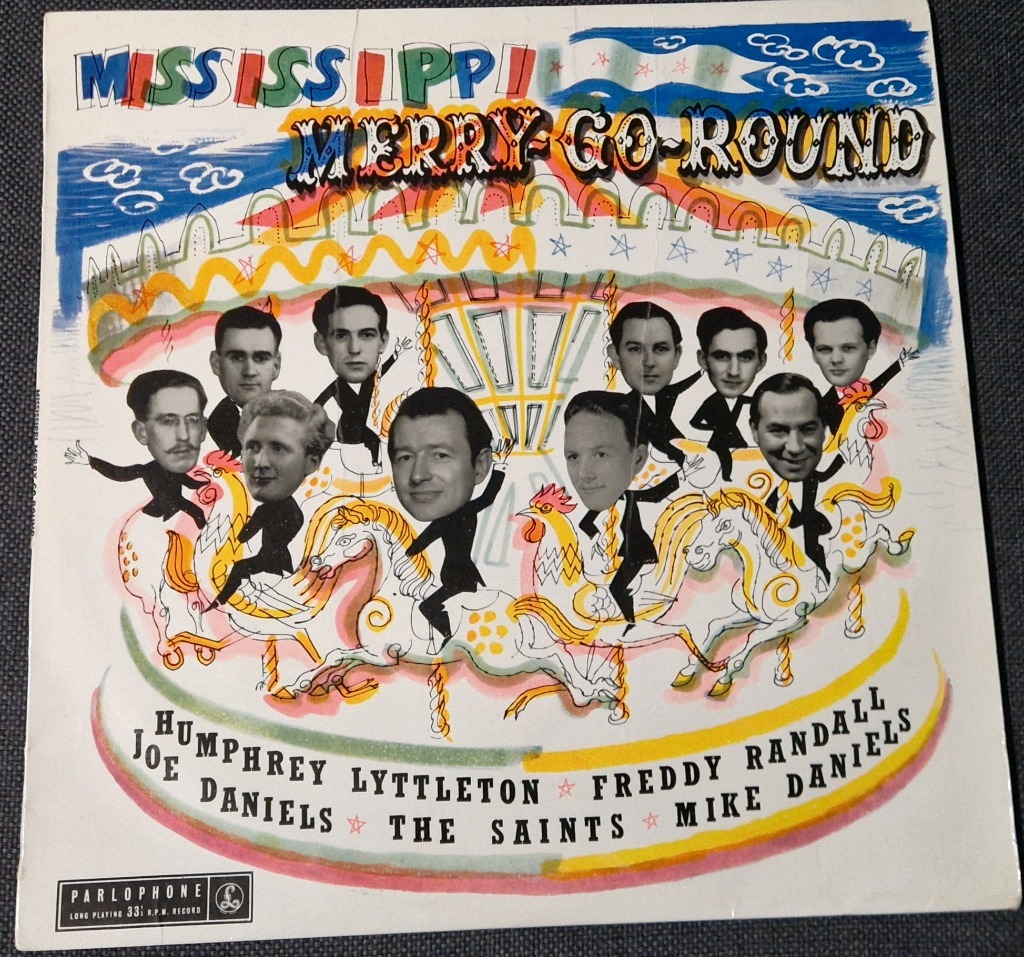 MISSISSIPPI
MERRY-GO-ROUND
HUMPHREY LYTTLETON ☆ FREDDY RANDALL
JOE DANIELS ☆ THE SAINTS ☆ MIKE DANIELS
PARLOPHONE
LONG PLAYING 33⅓ R.P.M. RECORD
£